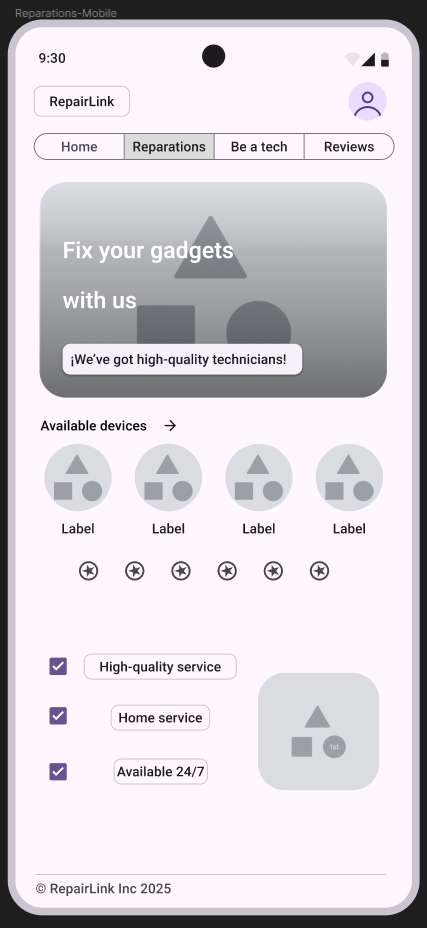 Reparations-Mobile
9:30
RepairLink
Home Reparations Be a tech Reviews
Fix your gadgets
with us
¡We’ve got high-quality technicians!
Available devices →
Label Label Label Label
High-quality service
Home service
1st
Available 24/7
© RepairLink Inc 2025